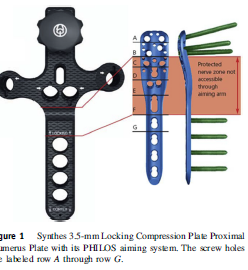 A
B
C
D
E
F
G
Protected
nerve zone not
accessible
through
aiming arm
igure 1 Synthes 3.5-mm Locking Compression Plate Proximal
umerus Plate with its PHILOS aiming system. The screw holes
e labeled row A through row G.